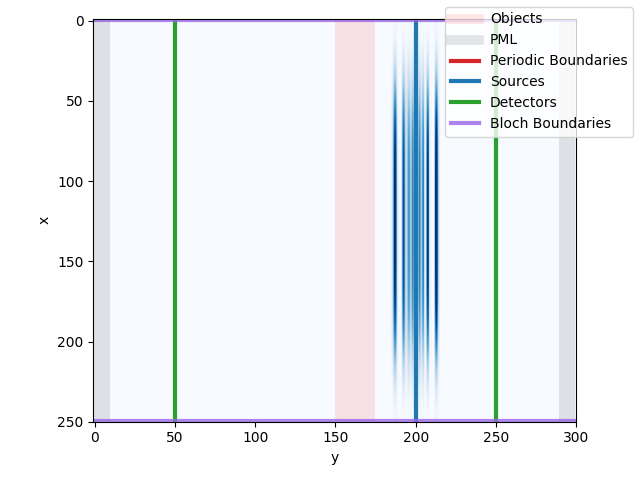 Objects
PML
Periodic Boundaries
Sources
Detectors
Bloch Boundaries
0
50
100
150
200
250
x
0 50 100 150 200 250 300
y